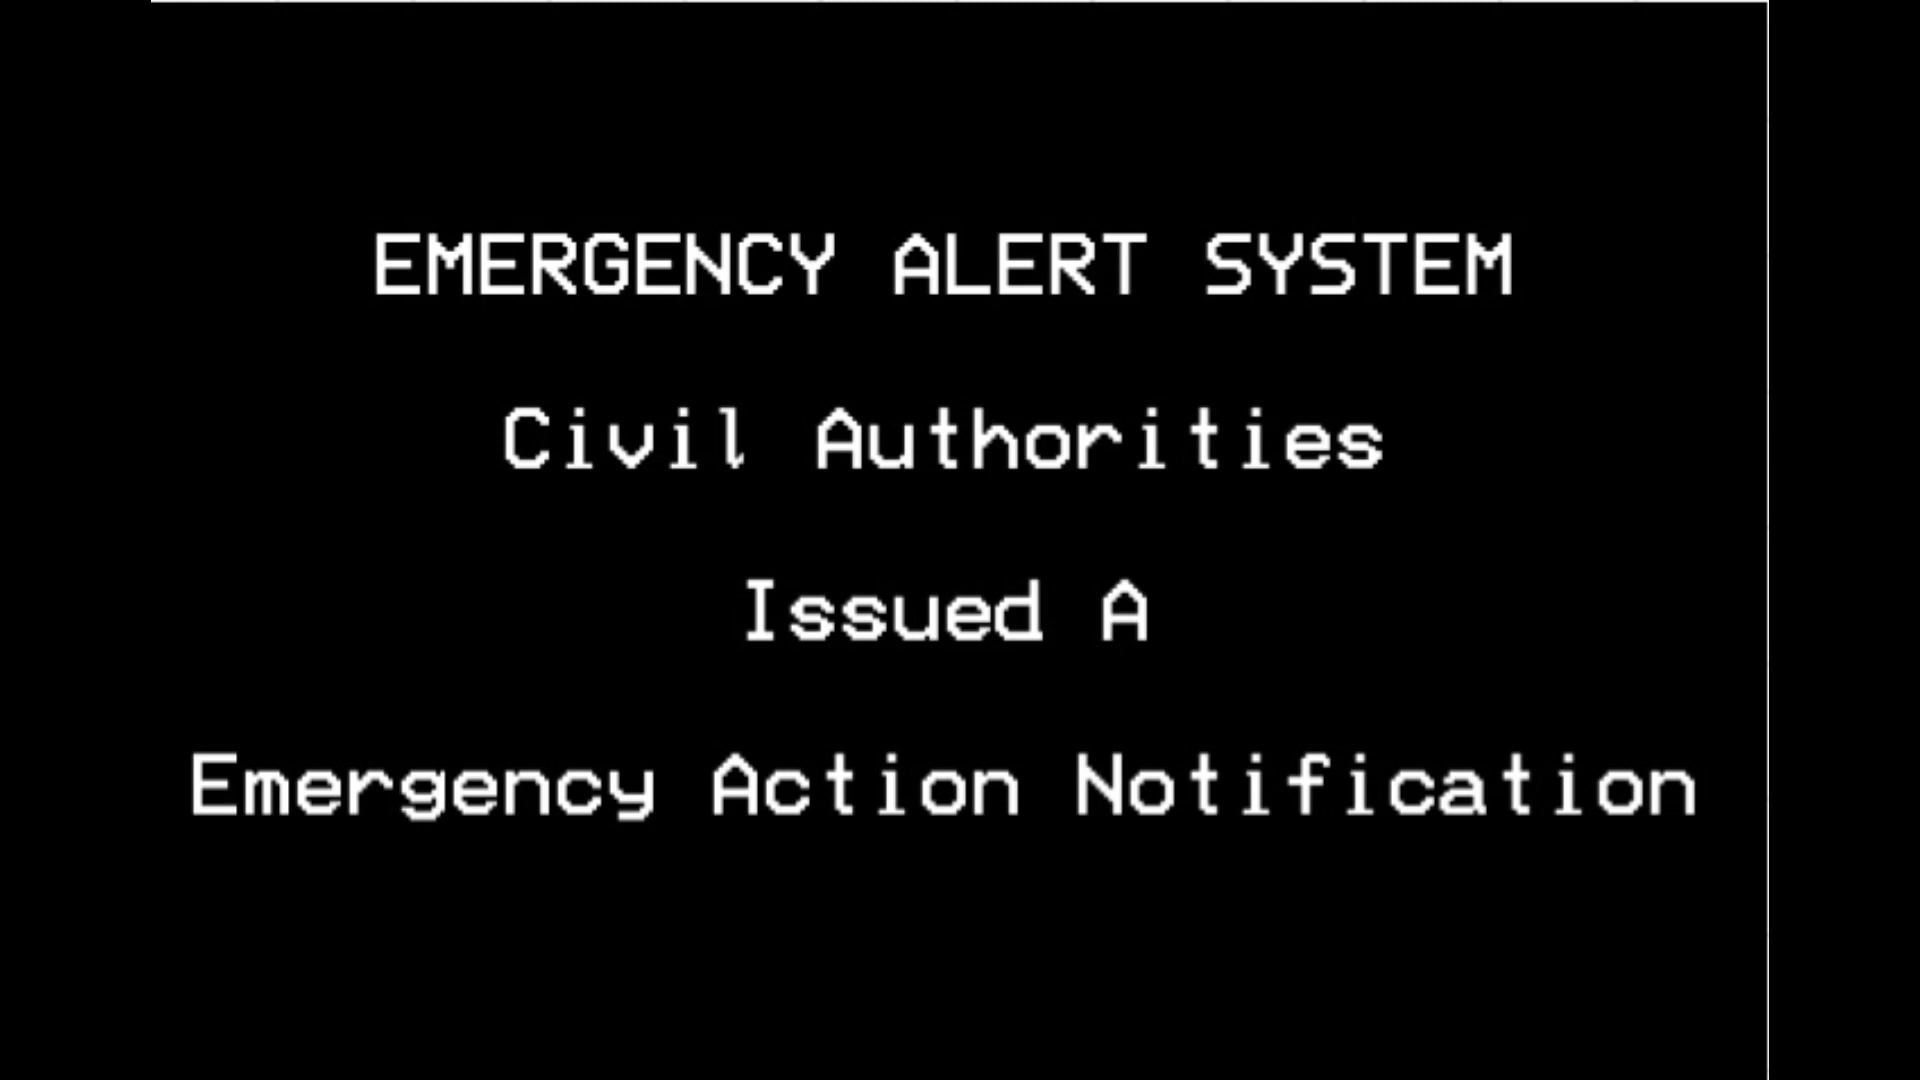 EMERGENCY ALERT SYSTEM
Civil Authorities
Issued A
Emergency Action Notification